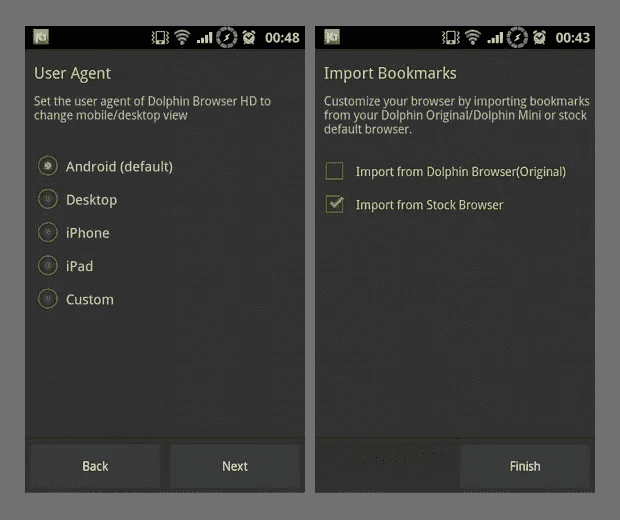 00:48
User Agent
Set the user agent of Dolphin Browser HD to
change mobile/desktop view
Android (default)
Desktop
iPhone
iPad
Custom
Back
Next
00:43
Import Bookmarks
Customize your browser by importing bookmarks
from your Dolphin Original/Dolphin Mini or stock
default browser.
Import from Dolphin Browser(Original)
Import from Stock Browser
Finish